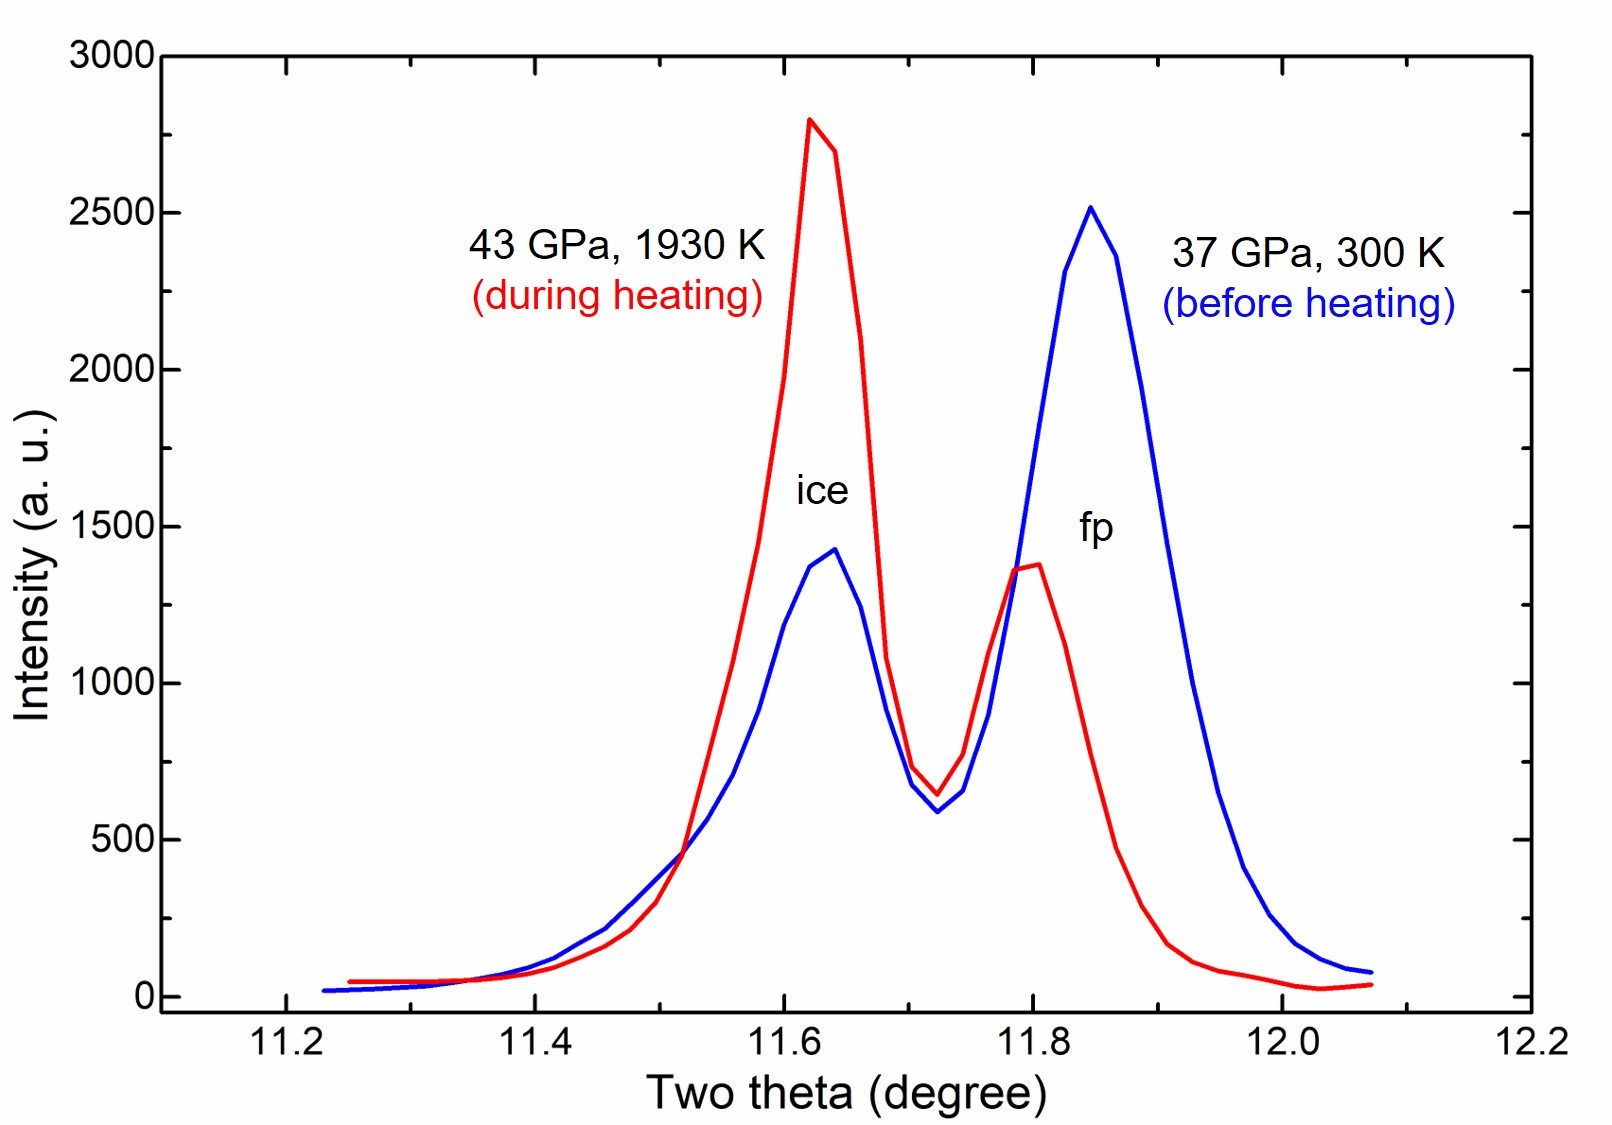 3000
2500
2000
1500
1000
500
0
Intensity (a. u.)
43 GPa, 1930 K
(during heating)
37 GPa, 300 K
(before heating)
ice
fp
11.2 11.4 11.6 11.8 12.0 12.2
Two theta (degree)